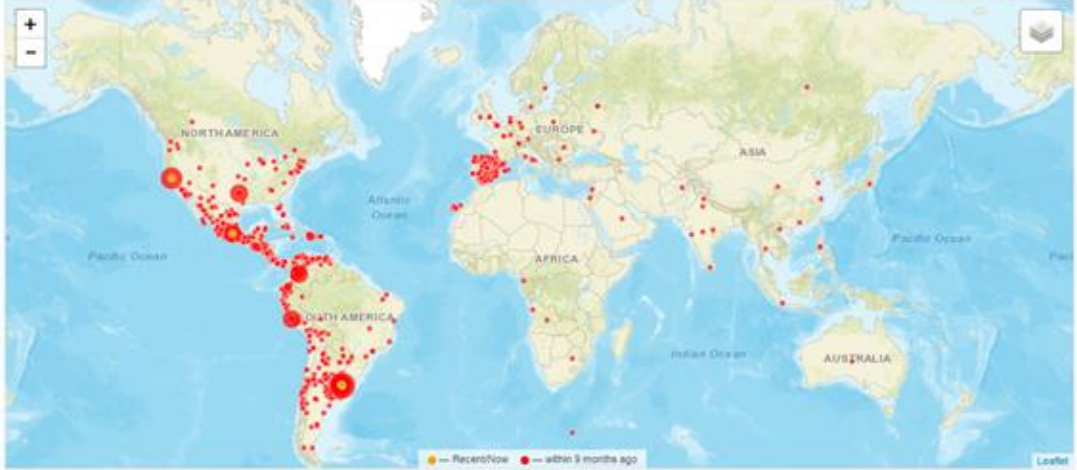 +
−
NORTH AMERICA
EUROPE
ASIA
Atlantic
Ocean
Pacific Ocean
Pacific Ocean
AFRICA
OUTH AMERICA
Indian Ocean
AUSTRALIA
Recent/Now
within 9 months ago
Leaflet